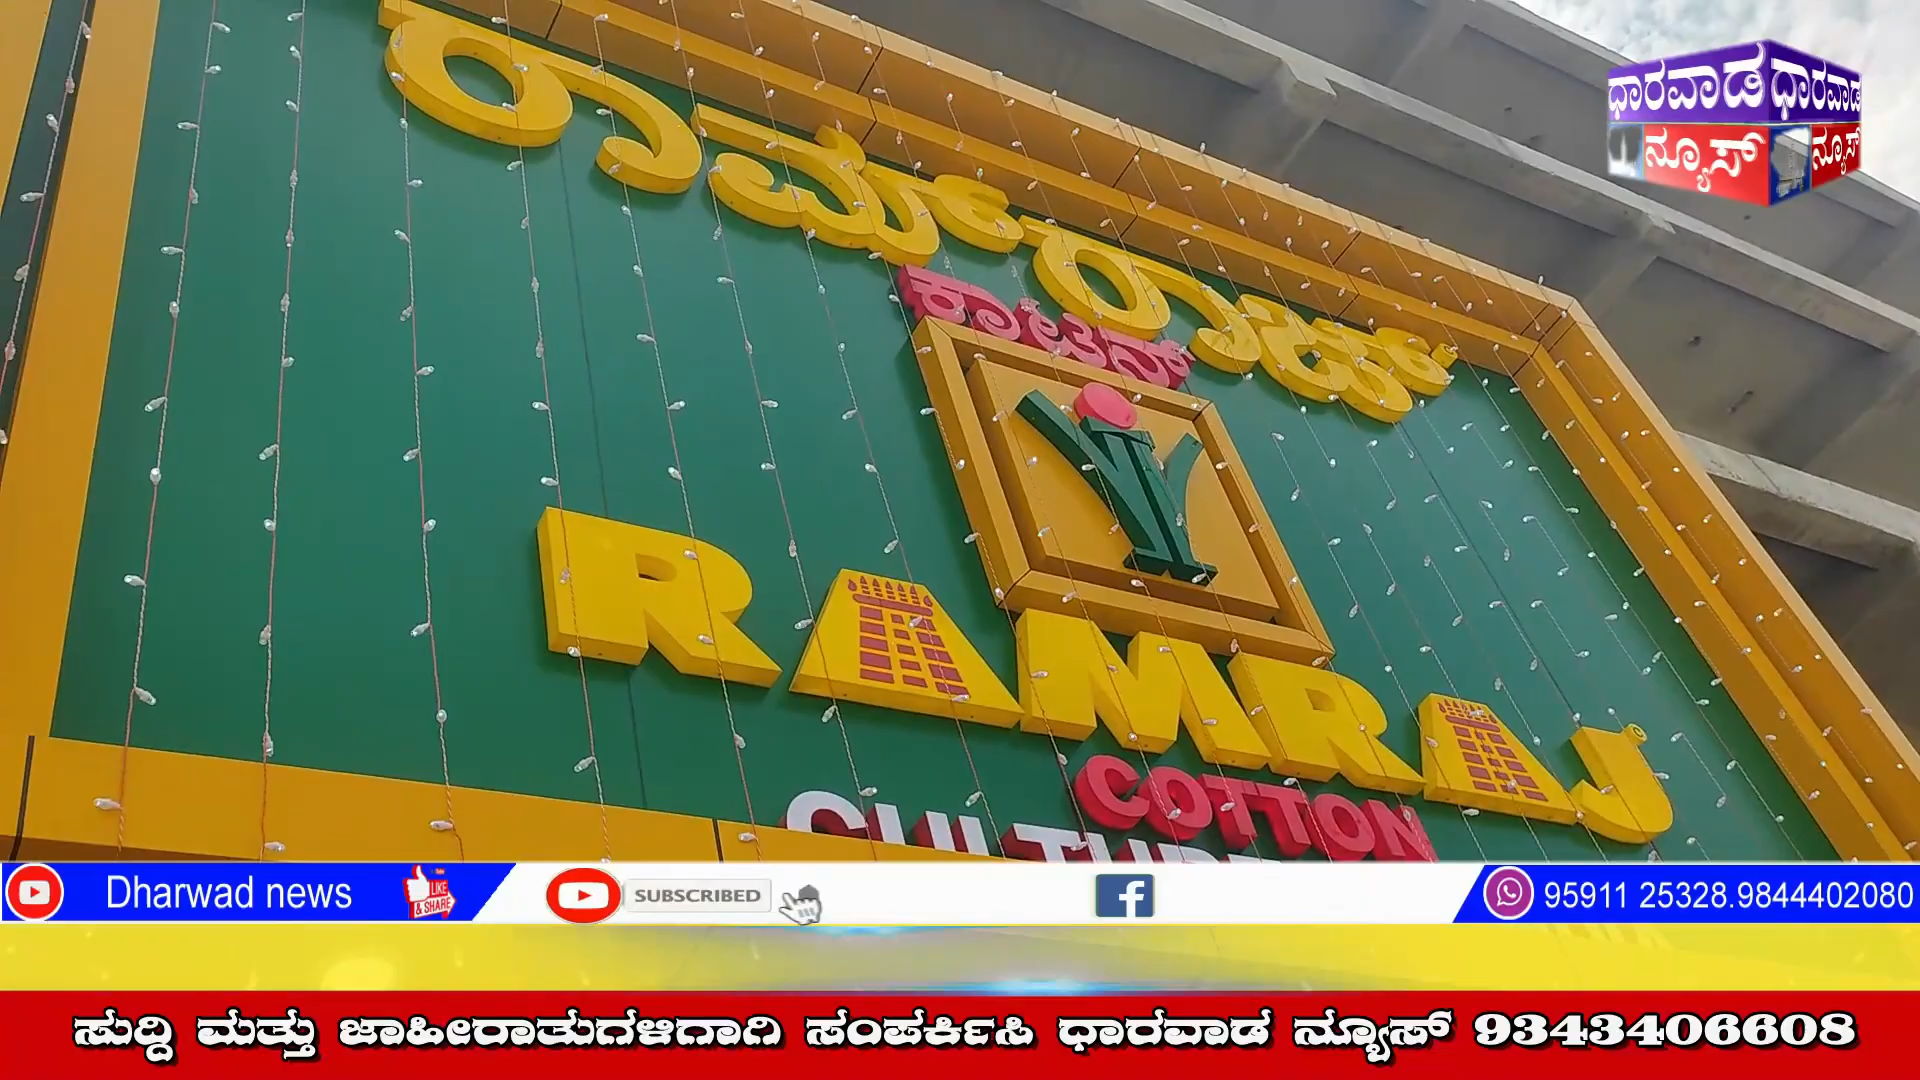 ಧಾರವಾಡ ಧಾರವಾಡ
ನ್ಯೂಸ್ ನ್ಯೂಸ್
ರಾಮ್‌ರಾಜ್
ಕಾಟನ್
RAMRAJ
COTTON
Dharwad news
LIKE
& SHARE
SUBSCRIBED
95911 25328.9844402080
ಸುದ್ದಿ ಮತ್ತು ಜಾಹೀರಾತುಗಳಿಗಾಗಿ ಸಂಪರ್ಕಿಸಿ ಧಾರವಾಡ ನ್ಯೂಸ್ 9343406608